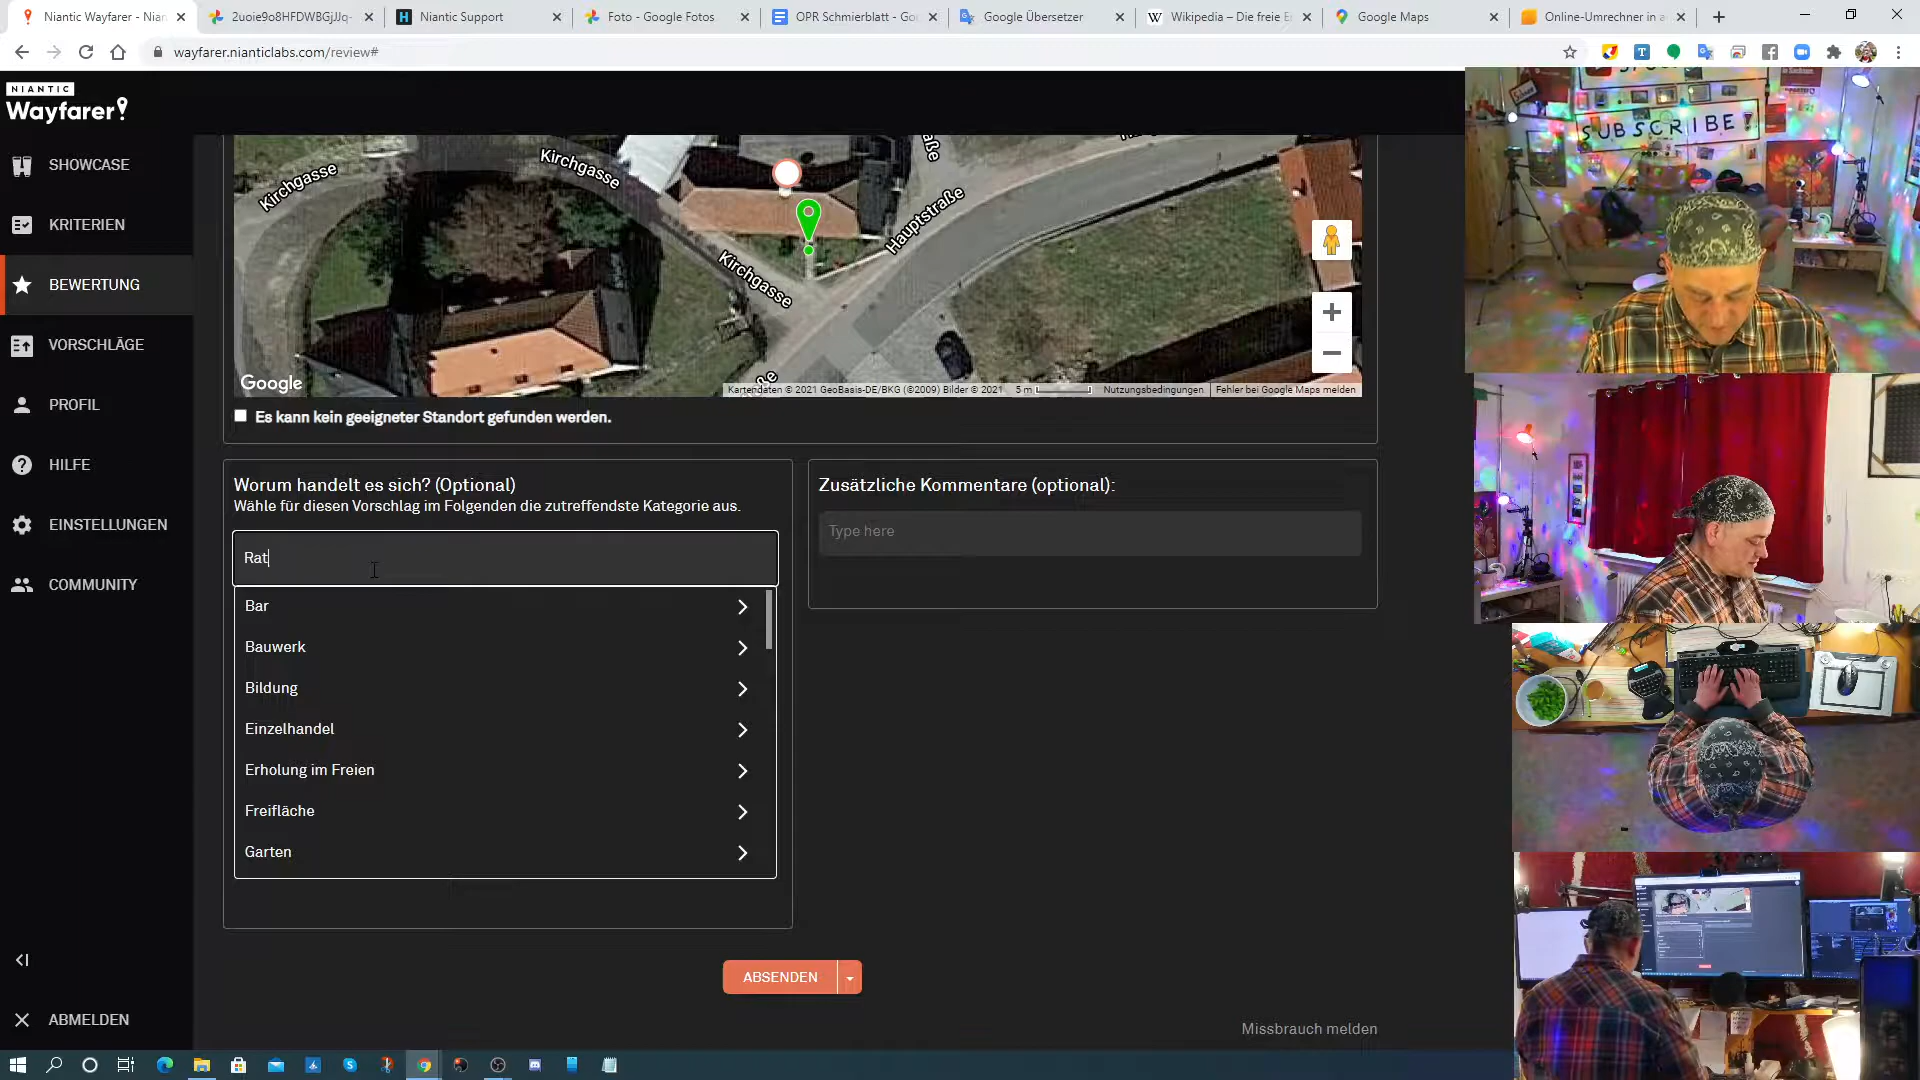 Niantic Wayfarer - Nian
2uoie9o8HFDWBGjJJq-
Niantic Support
Foto - Google Fotos
OPR Schmierblatt - Go
Google Übersetzer
Wikipedia – Die freie E
Google Maps
Online-Umrechner in a
wayfarer.nianticlabs.com/review#
NIANTIC
Wayfarer
SHOWCASE
KRITERIEN
BEWERTUNG
VORSCHLÄGE
PROFIL
HILFE
EINSTELLUNGEN
COMMUNITY
ABMELDEN
Kirchgasse
Kirchgasse
Kirchgasse
Hauptstraße
Google
Kartendaten © 2021 GeoBasis-DE/BKG (©2009) Bilder © 2021
5 m
Nutzungsbedingungen
Fehler bei Google Maps melden
Es kann kein geeigneter Standort gefunden werden.
Worum handelt es sich? (Optional)
Wähle für diesen Vorschlag im Folgenden die zutreffendste Kategorie aus.
Rat
Bar
Bauwerk
Bildung
Einzelhandel
Erholung im Freien
Freifläche
Garten
Zusätzliche Kommentare (optional):
Type here
ABSENDEN
Missbrauch melden
SUBSCRIBE